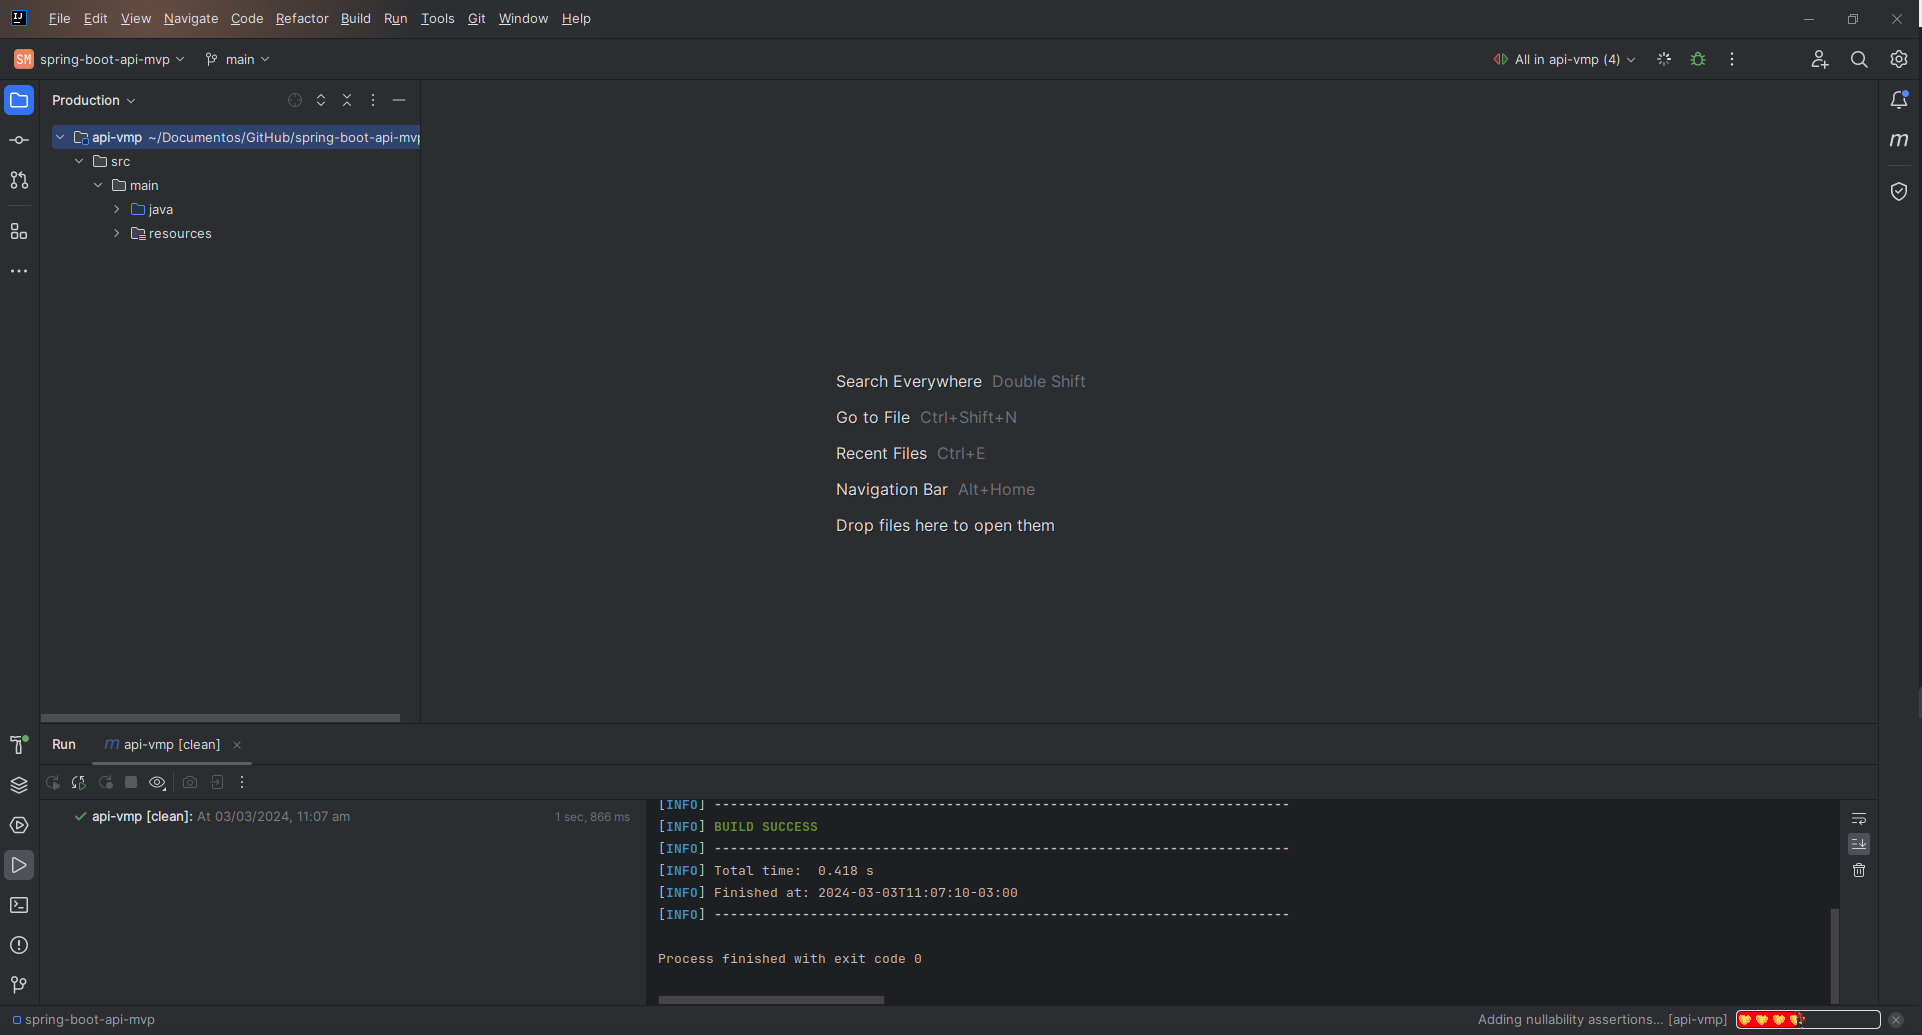 File Edit View Navigate Code Refactor Build Run Tools Git Window Help
SM spring-boot-api-mvp main All in api-vmp (4)
Production
api-vmp ~/Documentos/GitHub/spring-boot-api-mvp
src
main
java
resources
Search Everywhere Double Shift
Go to File Ctrl+Shift+N
Recent Files Ctrl+E
Navigation Bar Alt+Home
Drop files here to open them
Run m api-vmp [clean]
api-vmp [clean]: At 03/03/2024, 11:07 am 1 sec, 866 ms
[INFO] ------------------------------------------------------------------------
[INFO] BUILD SUCCESS
[INFO] ------------------------------------------------------------------------
[INFO] Total time:  0.418 s
[INFO] Finished at: 2024-03-03T11:07:10-03:00
[INFO] ------------------------------------------------------------------------
Process finished with exit code 0
spring-boot-api-mvp Adding nullability assertions... [api-vmp]